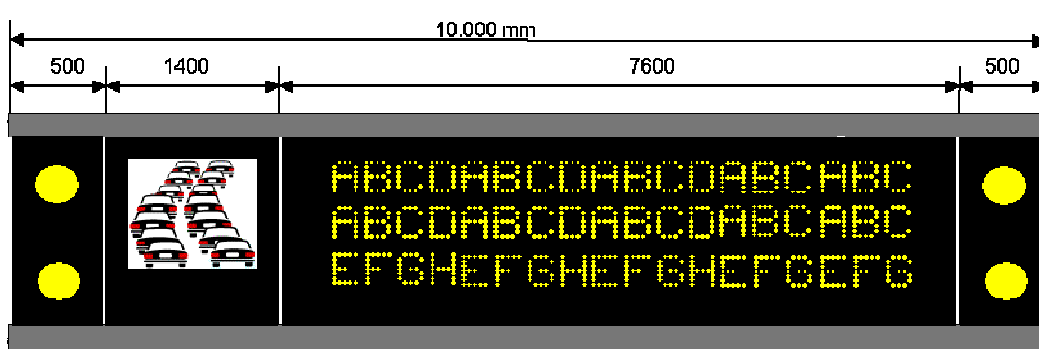 10.000 mm
500 1400 7600 500
ABCDABCDABCDABCABC
ABCDABCDABCDABCABC
EFGHEFGHEFGHEFGEFG